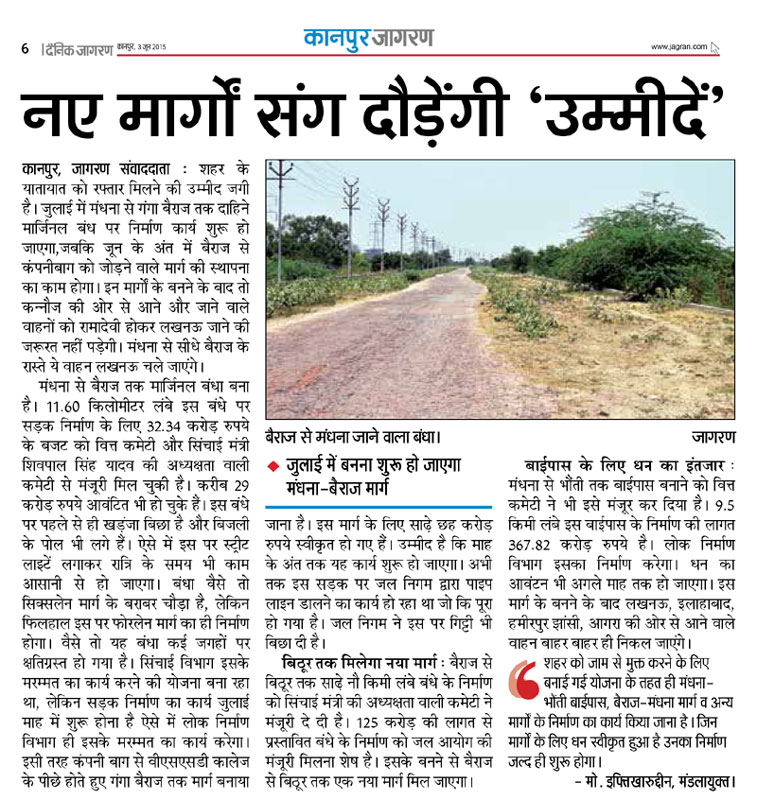 6 दैनिक जागरण कानपुर, 3 जून 2015
कानपुर जागरण
www.jagran.com
नए मार्गों संग दौड़ेंगी ‘उम्मीदें’
कानपुर, जागरण संवाददाता : शहर के
यातायात को रफ्तार मिलने की उम्मीद जगी
है। जुलाई में मंधना से गंगा बैराज तक दाहिने
मार्जिनल बंध पर निर्माण कार्य शुरू हो
जाएगा,जबकि जून के अंत में बैराज से
कंपनीबाग को जोड़ने वाले मार्ग की स्थापना
का काम होगा। इन मार्गों के बनने के बाद तो
कन्नौज की ओर से आने और जाने वाले
वाहनों को रामादेवी होकर लखनऊ जाने की
जरूरत नहीं पड़ेगी। मंधना से सीधे बैराज के
रास्ते ये वाहन लखनऊ चले जाएंगे।
मंधना से बैराज तक मार्जिनल बंधा बना
है। 11.60 किलोमीटर लंबे इस बंधे पर
सड़क निर्माण के लिए 32.34 करोड़ रुपये
के बजट को वित्त कमेटी और सिंचाई मंत्री
शिवपाल सिंह यादव की अध्यक्षता वाली
कमेटी से मंजूरी मिल चुकी है। करीब 29
करोड़ रुपये आवंटित भी हो चुके हैं। इस बंधे
पर पहले से ही खड़ंजा बिछा है और बिजली
के पोल भी लगे हैं। ऐसे में इस पर स्ट्रीट
लाइटें लगाकर रात्रि के समय भी काम
आसानी से हो जाएगा। बंधा वैसे तो
सिक्सलेन मार्ग के बराबर चौड़ा है, लेकिन
फिलहाल इस पर फोरलेन मार्ग का ही निर्माण
होगा। वैसे तो यह बंधा कई जगहों पर
क्षतिग्रस्त हो गया है। सिंचाई विभाग इसके
मरम्मत का कार्य करने की योजना बना रहा
था, लेकिन सड़क निर्माण का कार्य जुलाई
माह में शुरू होना है ऐसे में लोक निर्माण
विभाग ही इसके मरम्मत का कार्य करेगा।
इसी तरह कंपनी बाग से वीएसएसडी कालेज
के पीछे होते हुए गंगा बैराज तक मार्ग बनाया
बैराज से मंधना जाने वाला बंधा। जागरण
◆ जुलाई में बनना शुरू हो जाएगा
मंधना-बैराज मार्ग
जाना है। इस मार्ग के लिए साढ़े छह करोड़
रुपये स्वीकृत हो गए हैं। उम्मीद है कि माह
के अंत तक यह कार्य शुरू हो जाएगा। अभी
तक इस सड़क पर जल निगम द्वारा पाइप
लाइन डालने का कार्य हो रहा था जो कि पूरा
हो गया है। जल निगम ने इस पर गिट्टी भी
बिछा दी है।
बिठूर तक मिलेगा नया मार्ग : बैराज से
बिठूर तक साढ़े नौ किमी लंबे बंधे के निर्माण
को सिंचाई मंत्री की अध्यक्षता वाली कमेटी ने
मंजूरी दे दी है। 125 करोड़ की लागत से
प्रस्तावित बंधे के निर्माण को जल आयोग की
मंजूरी मिलना शेष है। इसके बनने से बैराज
से बिठूर तक एक नया मार्ग मिल जाएगा।
बाईपास के लिए धन का इंतजार :
मंधना से भौंती तक बाईपास बनाने को वित्त
कमेटी ने भी इसे मंजूर कर दिया है। 9.5
किमी लंबे इस बाईपास के निर्माण की लागत
367.82 करोड़ रुपये है। लोक निर्माण
विभाग इसका निर्माण करेगा। धन का
आवंटन भी अगले माह तक हो जाएगा। इस
मार्ग के बनने के बाद लखनऊ, इलाहाबाद,
हमीरपुर झांसी, आगरा की ओर से आने वाले
वाहन बाहर बाहर ही निकल जाएंगे।
शहर को जाम से मुक्त करने के लिए
बनाई गई योजना के तहत ही मंधना-
भौंती बाईपास, बैराज-मंधना मार्ग व अन्य
मार्गों के निर्माण का कार्य किया जाना है। जिन
मार्गों के लिए धन स्वीकृत हुआ है उनका निर्माण
जल्द ही शुरू होगा।
- मो. इफ्तिखारुद्दीन, मंडलायुक्त।